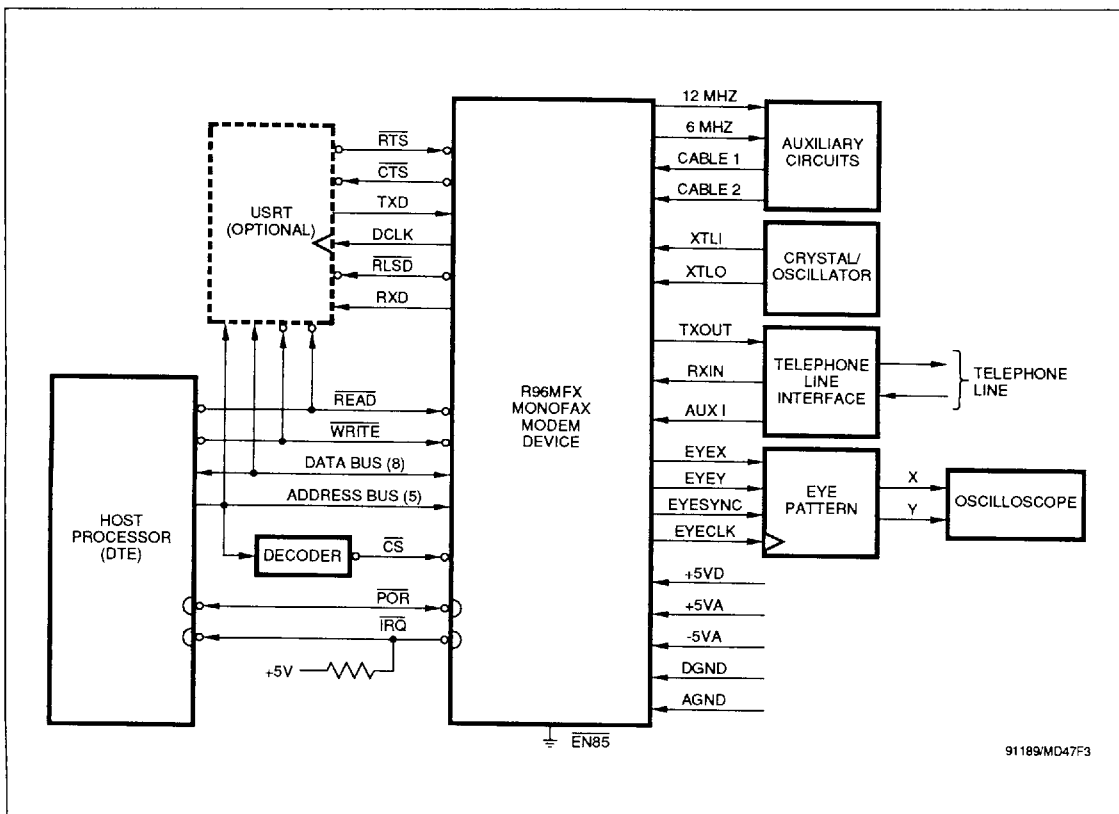 12 MHZ
6 MHZ
CABLE 1
CABLE 2
AUXILIARY
CIRCUITS
RTS
CTS
TXD
DCLK
RLSD
RXD
USRT
(OPTIONAL)
XTLI
XTLO
CRYSTAL/
OSCILLATOR
TXOUT
RXIN
AUX I
TELEPHONE
LINE
INTERFACE
TELEPHONE
LINE
R96MFX
MONOFAX
MODEM
DEVICE
READ
WRITE
DATA BUS (8)
ADDRESS BUS (5)
HOST
PROCESSOR
(DTE)
DECODER
CS
POR
IRQ
+5V
EYEX
EYEY
EYESYNC
EYECLK
EYE
PATTERN
X
Y
OSCILLOSCOPE
+5VD
+5VA
-5VA
DGND
AGND
EN85
91189/MD47F3